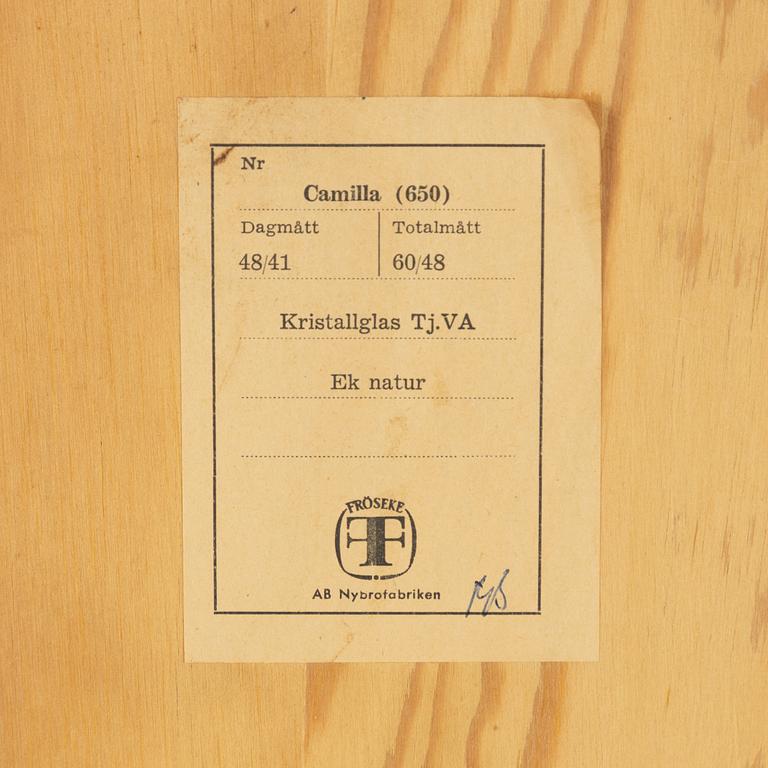 Nr
Camilla (650)
Dagmått Totalmått
48/41 60/48
Kristallglas Tj.VA
Ek natur
FRÖSEKE
F
AB Nybrofabriken